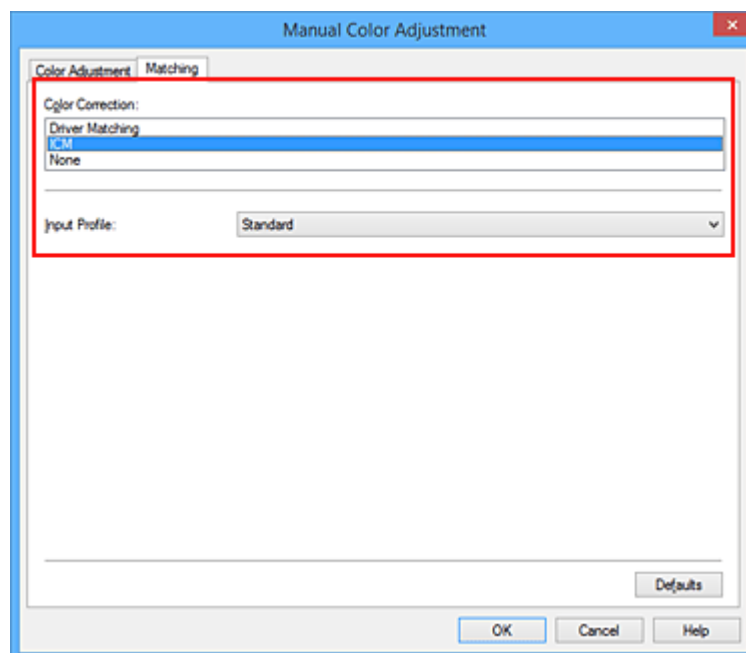 Manual Color Adjustment
Color Adjustment Matching
Color Correction:
Driver Matching
ICM
None
Input Profile: Standard
Defaults
OK Cancel Help